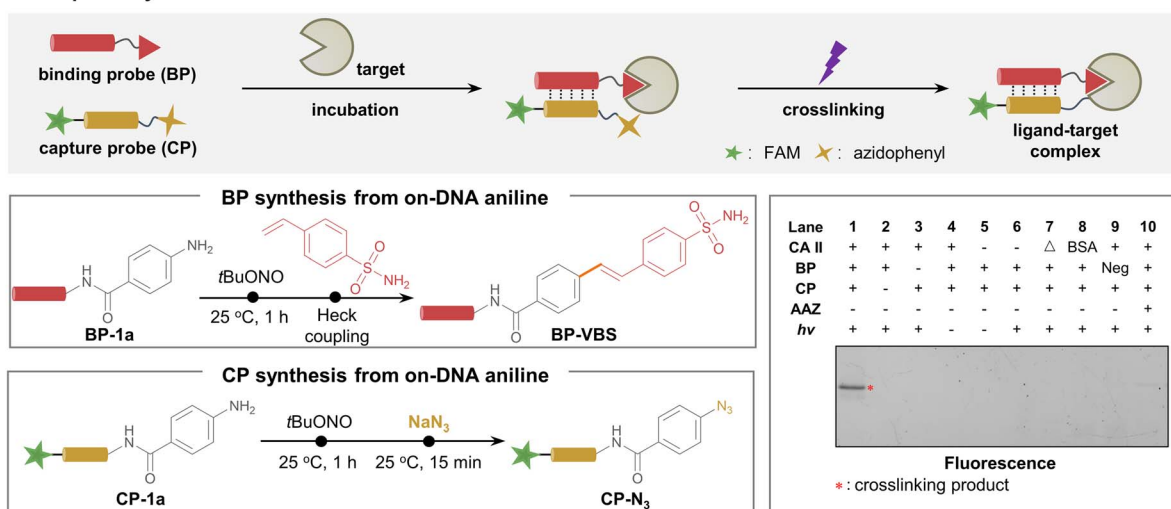 binding probe (BP)
capture probe (CP)
target
incubation
crosslinking
: FAM : azidophenyl
ligand-target
complex
BP synthesis from on-DNA aniline
NH2
H
N
O
BP-1a
tBuONO
25 °C, 1 h
Heck
coupling
O
S
O
NH2
H
N
O
O
S
O
NH2
BP-VBS
CP synthesis from on-DNA aniline
NH2
H
N
O
CP-1a
tBuONO
NaN3
25 °C, 1 h
25 °C, 15 min
N3
H
N
O
CP-N3
Lane 1 2 3 4 5 6 7 8 9 10
CA II + + + + - - △ BSA + +
BP + + - + + + + + Neg +
CP + - + + + + + + + +
AAZ - - - - - - - - - +
hv + + + - - + + + + +
*
Fluorescence
* : crosslinking product